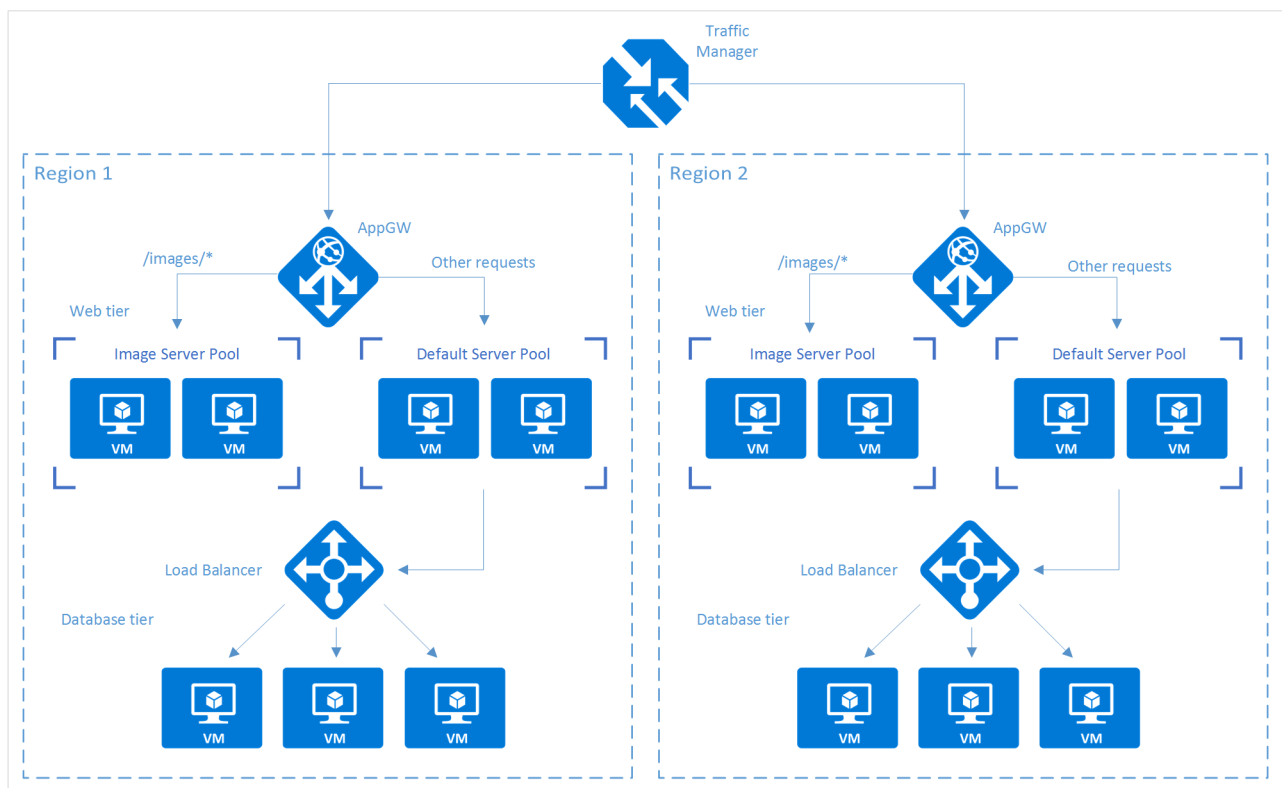 Traffic
Manager
Region 1
AppGW
/images/*
Other requests
Web tier
Image Server Pool
Default Server Pool
VM
VM
VM
VM
Load Balancer
Database tier
VM
VM
VM
Region 2
AppGW
/images/*
Other requests
Web tier
Image Server Pool
Default Server Pool
VM
VM
VM
VM
Load Balancer
Database tier
VM
VM
VM